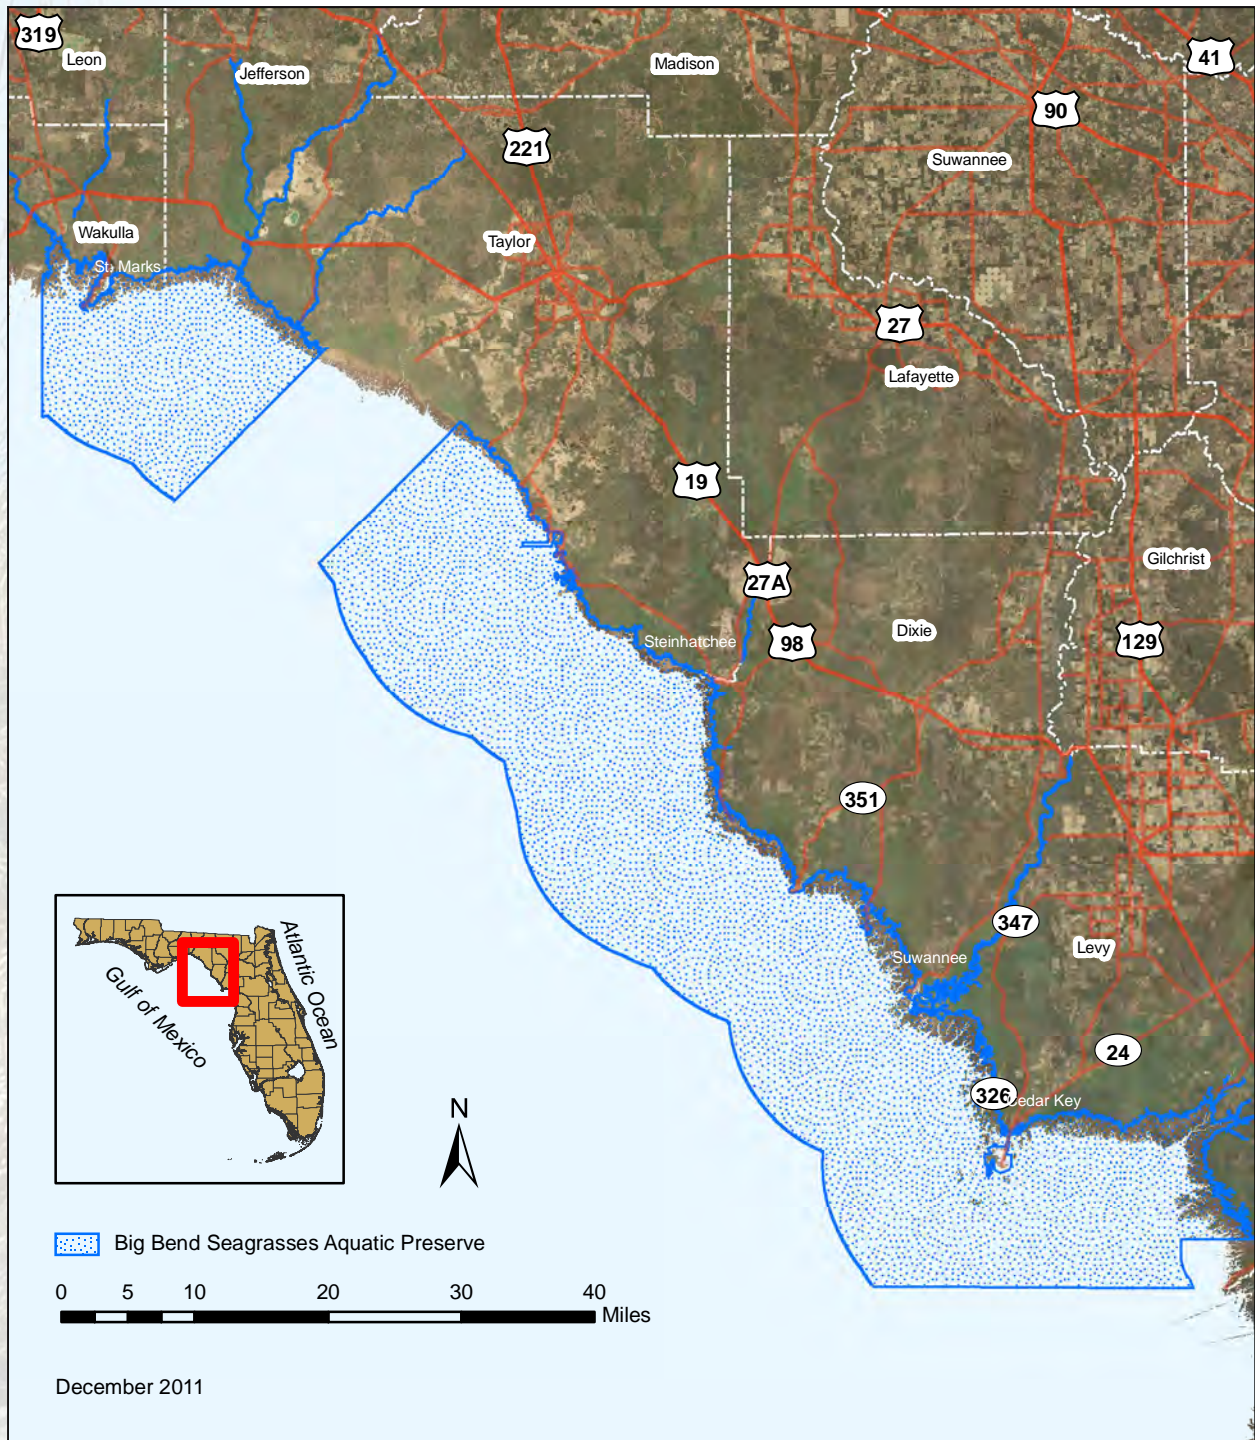 319
Leon
Jefferson
Madison
41
90
221
Suwannee
Wakulla
St. Marks
Taylor
27
Lafayette
19
Gilchrist
27A
Steinhatchee
98
Dixie
129
351
347
Suwannee
Levy
24
326
Cedar Key
Atlantic Ocean
Gulf of Mexico
N
Big Bend Seagrasses Aquatic Preserve
0 5 10 20 30 40
Miles
December 2011